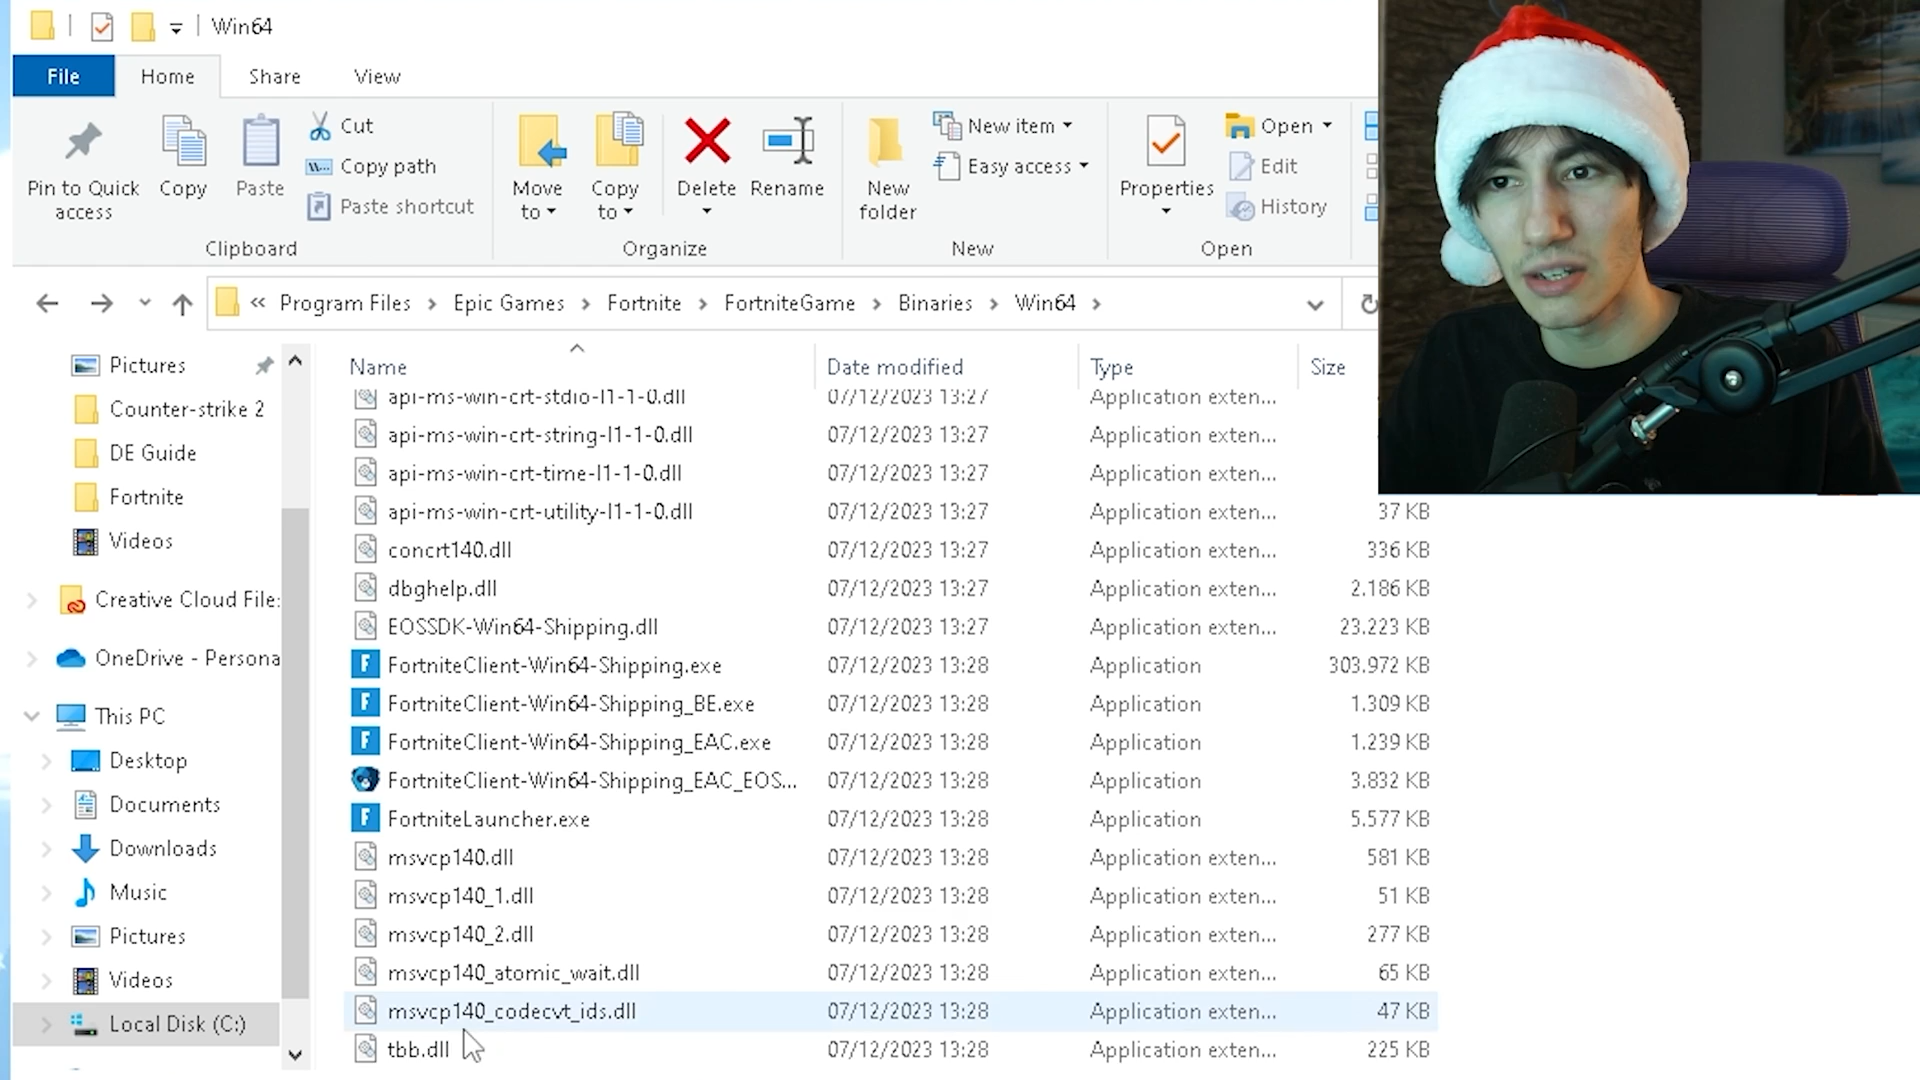 Win64
File
Home
Share
View
Pin to Quick access
Copy
Paste
Cut
Copy path
Paste shortcut
Clipboard
Move to
Copy to
Delete
Rename
Organize
New folder
New item
Easy access
New
Properties
Open
Edit
History
Open
« Program Files > Epic Games > Fortnite > FortniteGame > Binaries > Win64 >
Pictures
Counter-strike 2
DE Guide
Fortnite
Videos
Creative Cloud File:
OneDrive - Persona
This PC
Desktop
Documents
Downloads
Music
Pictures
Videos
Local Disk (C:)
Name Date modified Type Size
api-ms-win-crt-stdio-l1-1-0.dll 07/12/2023 13:27 Application exten...
api-ms-win-crt-string-l1-1-0.dll 07/12/2023 13:27 Application exten...
api-ms-win-crt-time-l1-1-0.dll 07/12/2023 13:27 Application exten...
api-ms-win-crt-utility-l1-1-0.dll 07/12/2023 13:27 Application exten... 37 KB
concrt140.dll 07/12/2023 13:27 Application exten... 336 KB
dbghelp.dll 07/12/2023 13:27 Application exten... 2.186 KB
EOSSDK-Win64-Shipping.dll 07/12/2023 13:27 Application exten... 23.223 KB
FortniteClient-Win64-Shipping.exe 07/12/2023 13:28 Application 303.972 KB
FortniteClient-Win64-Shipping_BE.exe 07/12/2023 13:28 Application 1.309 KB
FortniteClient-Win64-Shipping_EAC.exe 07/12/2023 13:28 Application 1.239 KB
FortniteClient-Win64-Shipping_EAC_EOS... 07/12/2023 13:28 Application 3.832 KB
FortniteLauncher.exe 07/12/2023 13:28 Application 5.577 KB
msvcp140.dll 07/12/2023 13:28 Application exten... 581 KB
msvcp140_1.dll 07/12/2023 13:28 Application exten... 51 KB
msvcp140_2.dll 07/12/2023 13:28 Application exten... 277 KB
msvcp140_atomic_wait.dll 07/12/2023 13:28 Application exten... 65 KB
msvcp140_codecvt_ids.dll 07/12/2023 13:28 Application exten... 47 KB
tbb.dll 07/12/2023 13:28 Application exten... 225 KB